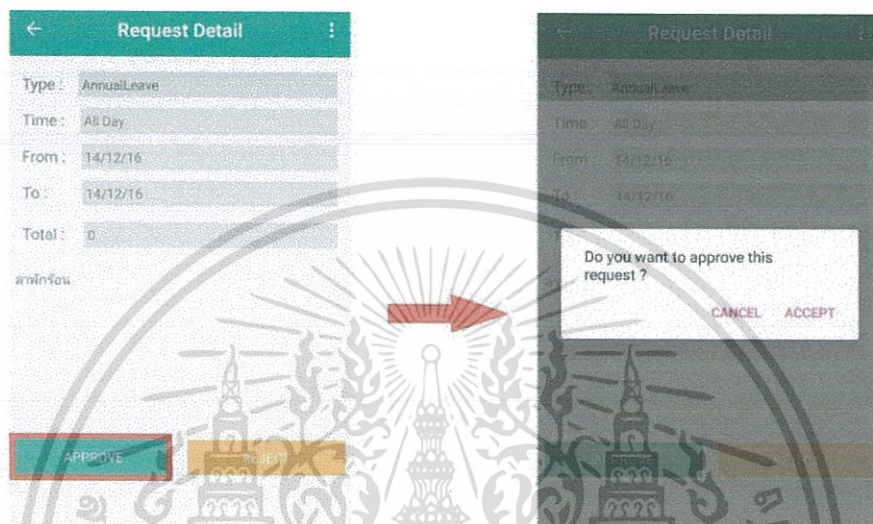 Request Detail
Type : AnnualLeave
Time : All Day
From : 14/12/16
To : 14/12/16
Total : 0
ลาพักร้อน
APPROVE REJECT
Request Detail
Type : AnnualLeave
Time : All Day
From : 14/12/16
To : 14/12/16
Do you want to approve this
request ?
CANCEL ACCEPT